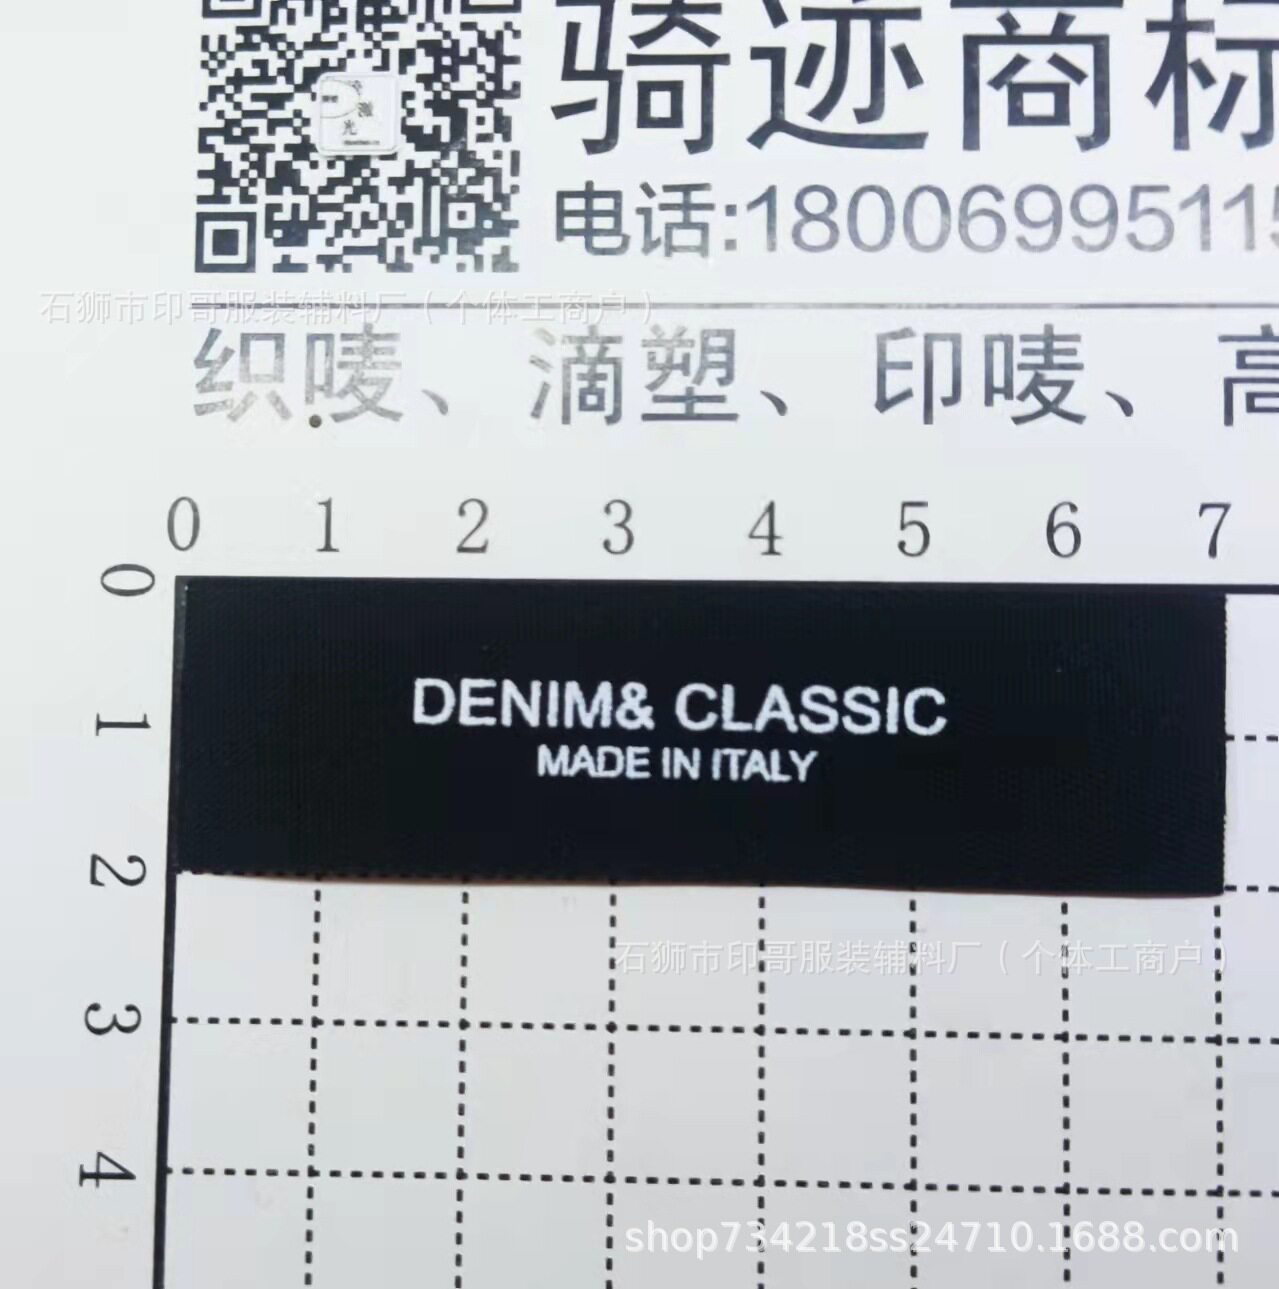 骑迹商标
电话:18006995115
石狮市印哥服装辅料厂（个体工商户）
织唛、滴塑、印唛、高
0 1 2 3 4 5 6 7
0
DENIM& CLASSIC
1
MADE IN ITALY
2
石狮市印哥服装辅料厂（个体工商户）
3
4
shop734218ss24710.1688.com